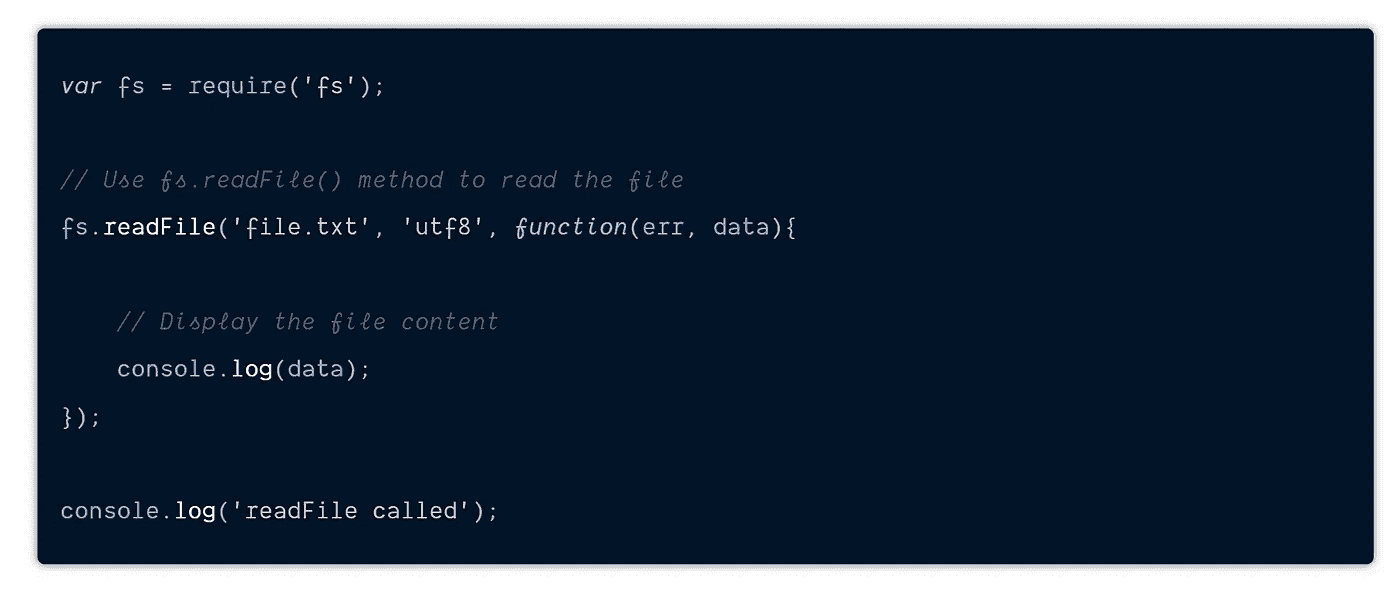 var fs = require('fs');
// Use fs.readFile() method to read the file
fs.readFile('file.txt', 'utf8', function(err, data){
    // Display the file content
    console.log(data);
});
console.log('readFile called');